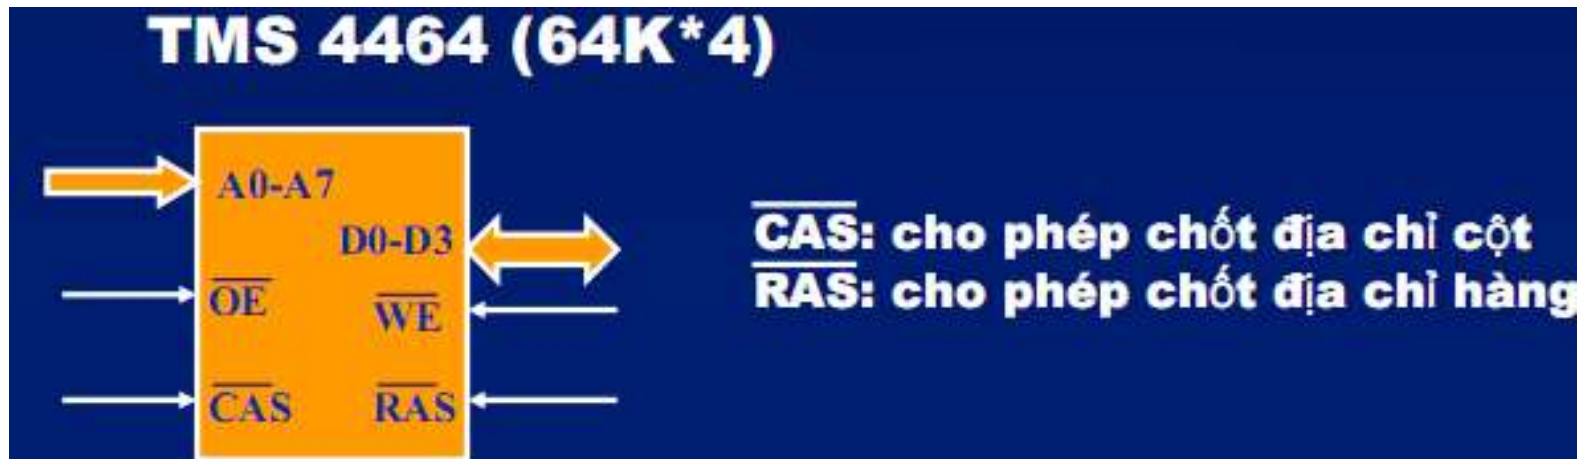 TMS 4464 (64K*4)
A0-A7
D0-D3
OE
WE
CAS
RAS
CAS: cho phép chốt địa chỉ cột
RAS: cho phép chốt địa chỉ hàng